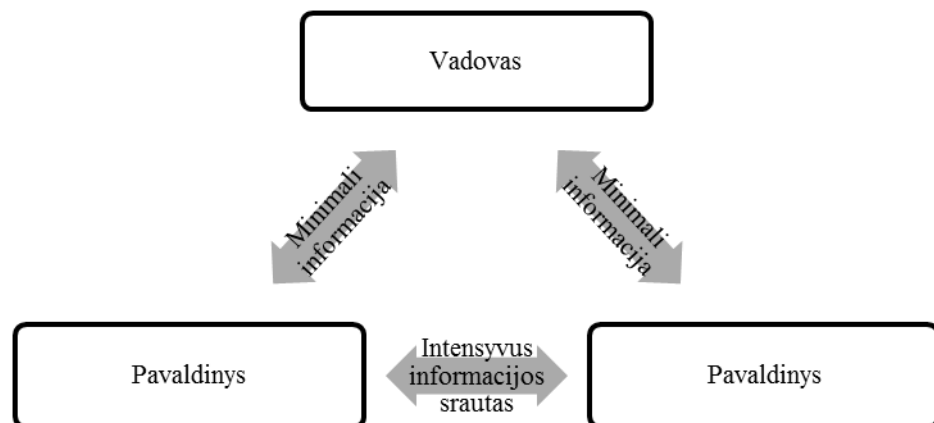 Vadovas
Minimali
informacija
Minimali
informacija
Pavaldinys
Intensyvus
informacijos
srautas
Pavaldinys